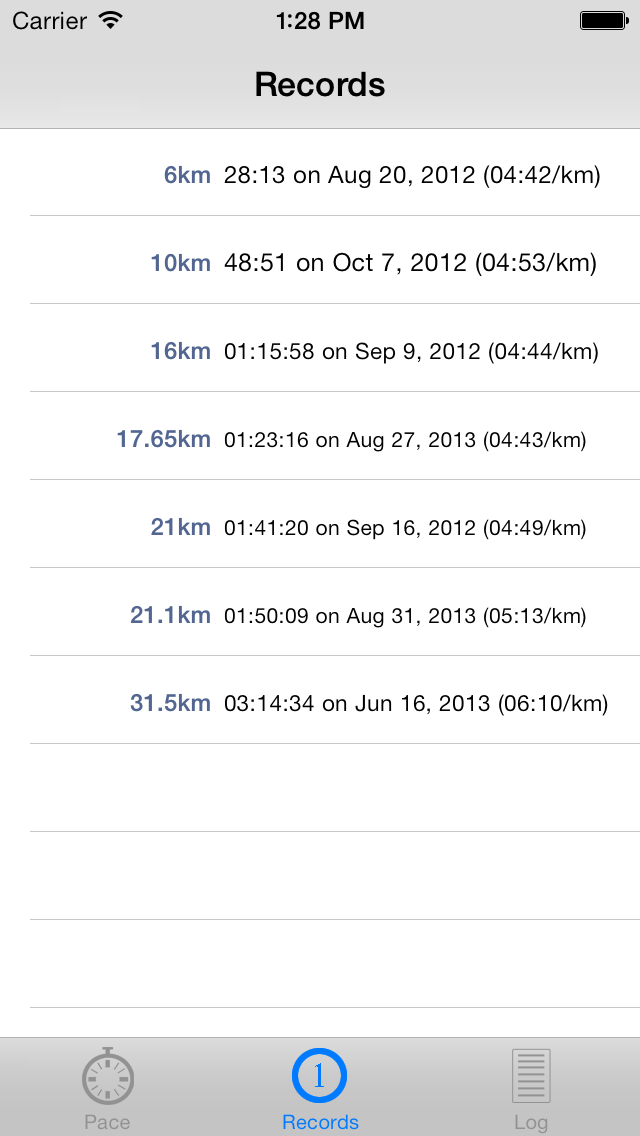 Carrier 1:28 PM
Records
6km 28:13 on Aug 20, 2012 (04:42/km)
10km 48:51 on Oct 7, 2012 (04:53/km)
16km 01:15:58 on Sep 9, 2012 (04:44/km)
17.65km 01:23:16 on Aug 27, 2013 (04:43/km)
21km 01:41:20 on Sep 16, 2012 (04:49/km)
21.1km 01:50:09 on Aug 31, 2013 (05:13/km)
31.5km 03:14:34 on Jun 16, 2013 (06:10/km)
1
Pace Records Log